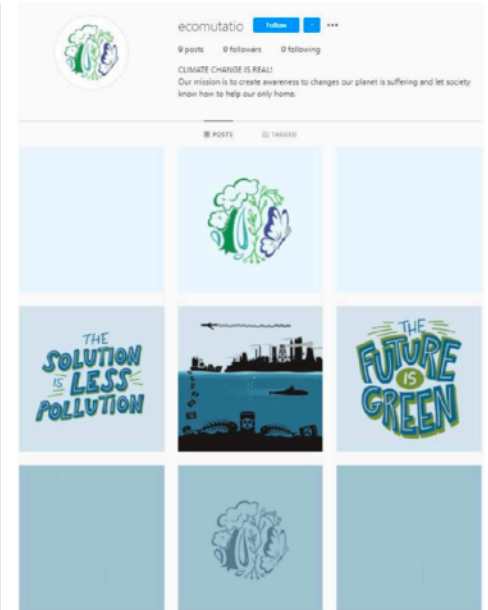 ecomutatio Follow
9 posts 0 followers 0 following
CLIMATE CHANGE IS REAL!
Our mission is to create awareness to changes our planet is suffering and let society
know how to help our only home.
POSTS TAGGED
THE
SOLUTION
IS LESS
POLLUTION
THE
FUTURE
IS
GREEN